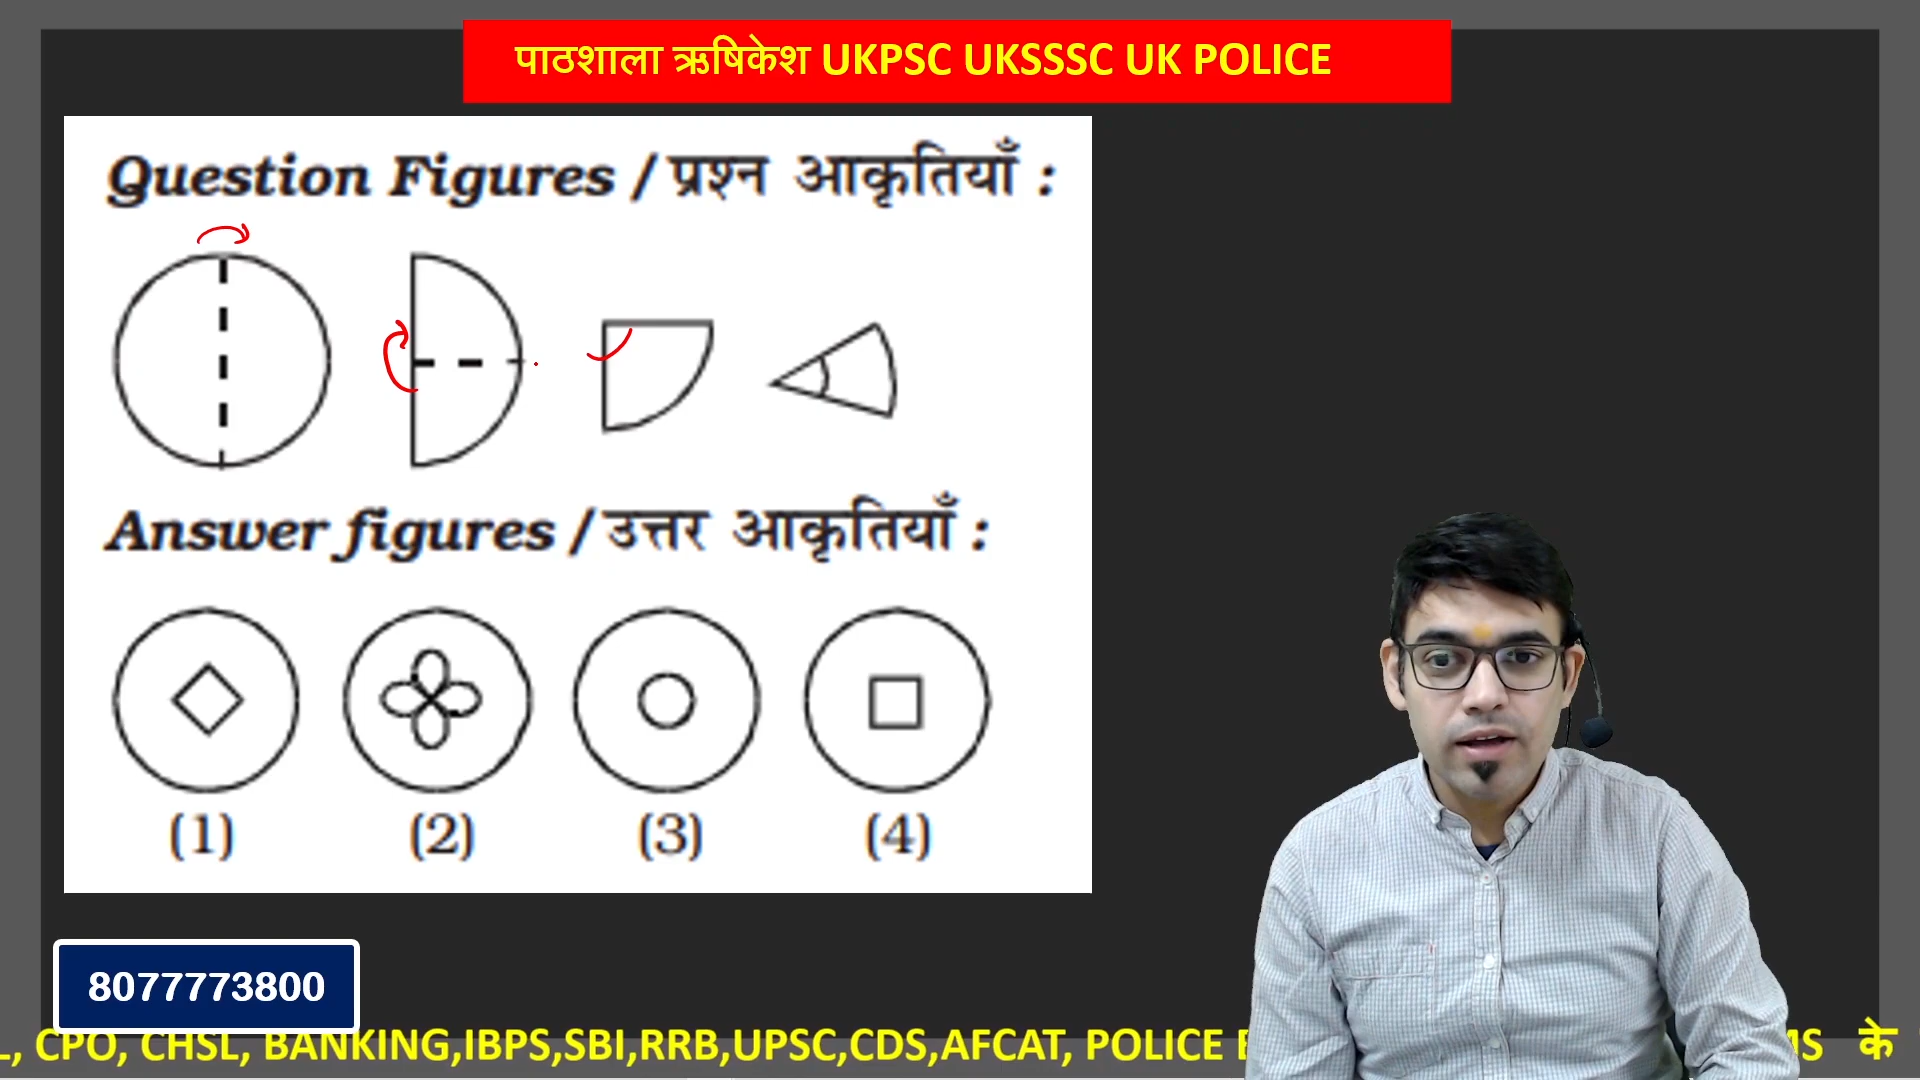 पाठशाला ऋषिकेश UKPSC UKSSSC UK POLICE
Question Figures / प्रश्न आकृतियाँ :
Answer figures / उत्तर आकृतियाँ :
(1) (2) (3) (4)
8077773800
CPO, CHSL, BANKING,IBPS,SBI,RRB,UPSC,CDS,AFCAT, POLICE के